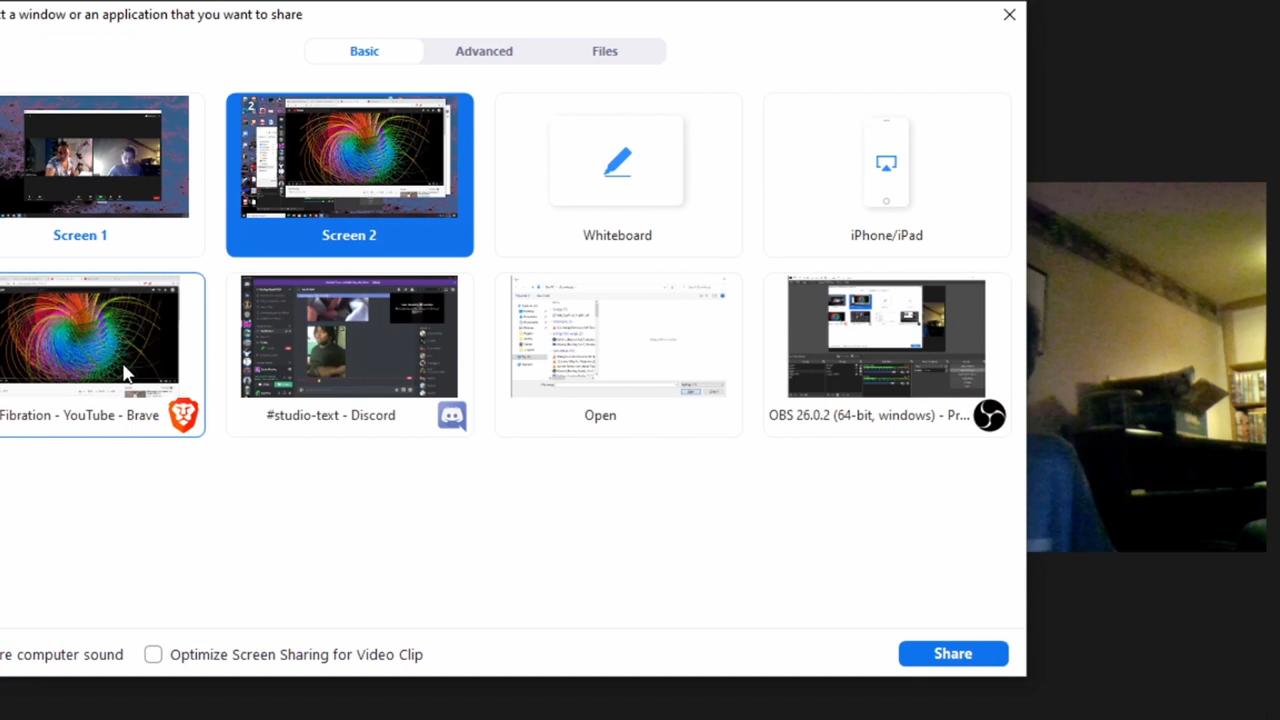 t a window or an application that you want to share
Basic
Advanced
Files
2
Screen 1
Screen 2
Whiteboard
iPhone/iPad
Fibration - YouTube - Brave
#studio-text - Discord
Open
OBS 26.0.2 (64-bit, windows) - Pr...
re computer sound
Optimize Screen Sharing for Video Clip
Share